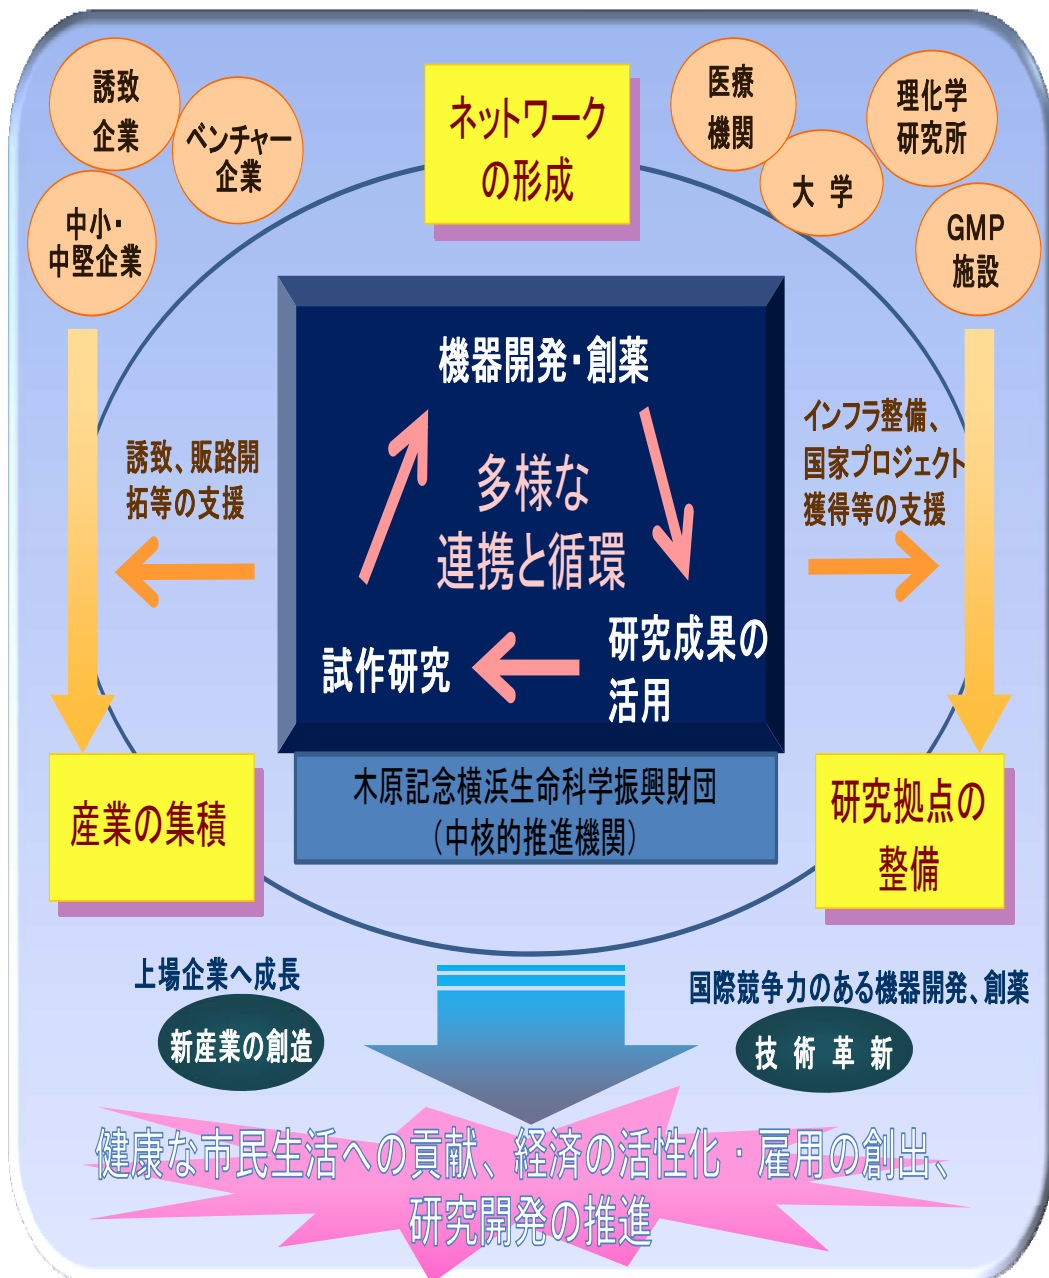 誘致
企業
ベンチャー
企業
中小・
中堅企業
ネットワーク
の形成
医療
機関
大 学
理化学
研究所
GMP
施設
機器開発・創薬
多様な
連携と循環
試作研究
研究成果の
活用
誘致、販路開
拓等の支援
インフラ整備、
国家プロジェクト
獲得等の支援
産業の集積
木原記念横浜生命科学振興財団
（中核的推進機関）
研究拠点の
整備
上場企業へ成長
新産業の創造
国際競争力のある機器開発、創薬
技 術 革 新
健康な市民生活への貢献、経済の活性化・雇用の創出、
研究開発の推進